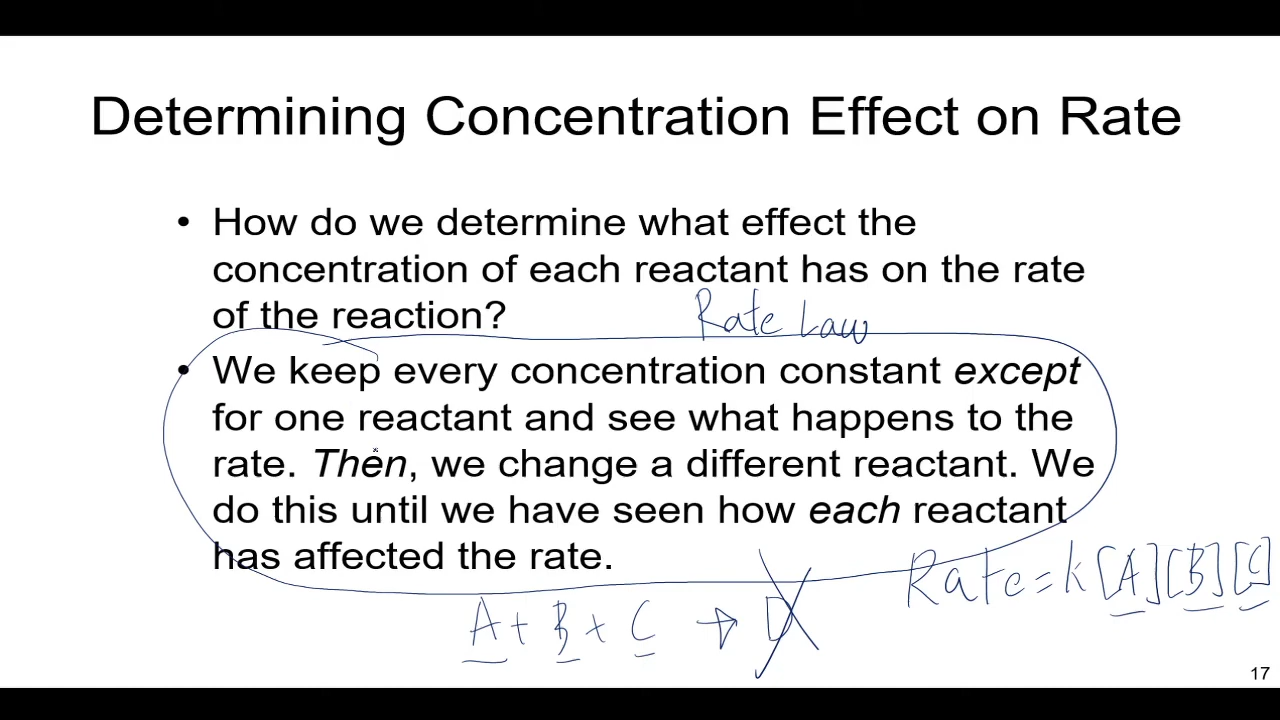 Determining Concentration Effect on Rate
• How do we determine what effect the
concentration of each reactant has on the rate
of the reaction?
Rate Law
• We keep every concentration constant except
for one reactant and see what happens to the
rate. Then, we change a different reactant. We
do this until we have seen how each reactant
has affected the rate.
Rate = k[A][B][C]
A + B + C → D
17